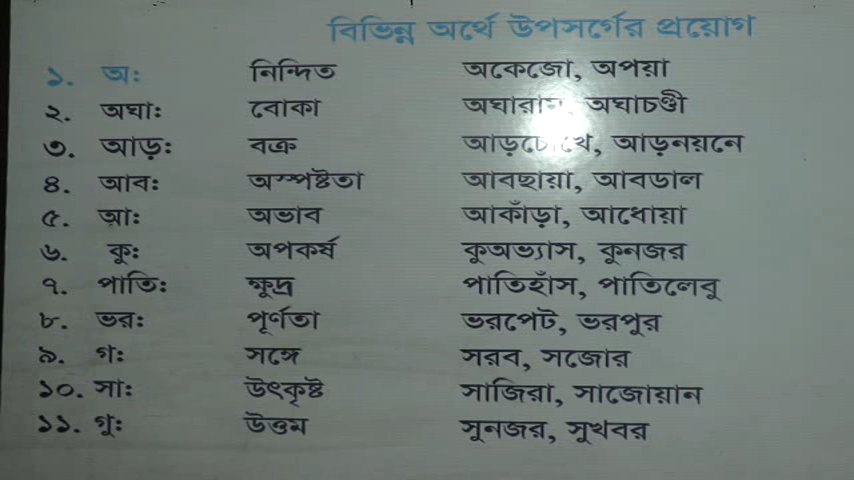 বিভিন্ন অর্থে উপসর্গের প্রয়োগ
১. অঃ নিন্দিত অকেজো, অপয়া
২. অঘাঃ বোকা অঘারাম, অঘাচণ্ডী
৩. আড়ঃ বক্র আড়চোখে, আড়নয়নে
৪. আবঃ অস্পষ্টতা আবছায়া, আবডাল
৫. আঃ অভাব আকাঁড়া, আধোয়া
৬. কুঃ অপকর্ষ কুঅভ্যাস, কুনজর
৭. পাতিঃ ক্ষুদ্র পাতিহাঁস, পাতিলেবু
৮. ভরঃ পূর্ণতা ভরপেট, ভরপুর
৯. সঃ সঙ্গে সরব, সজোর
১০. সাঃ উৎকৃষ্ট সাজিরা, সাজোয়ান
১১. সুঃ উত্তম সুনজর, সুখবর